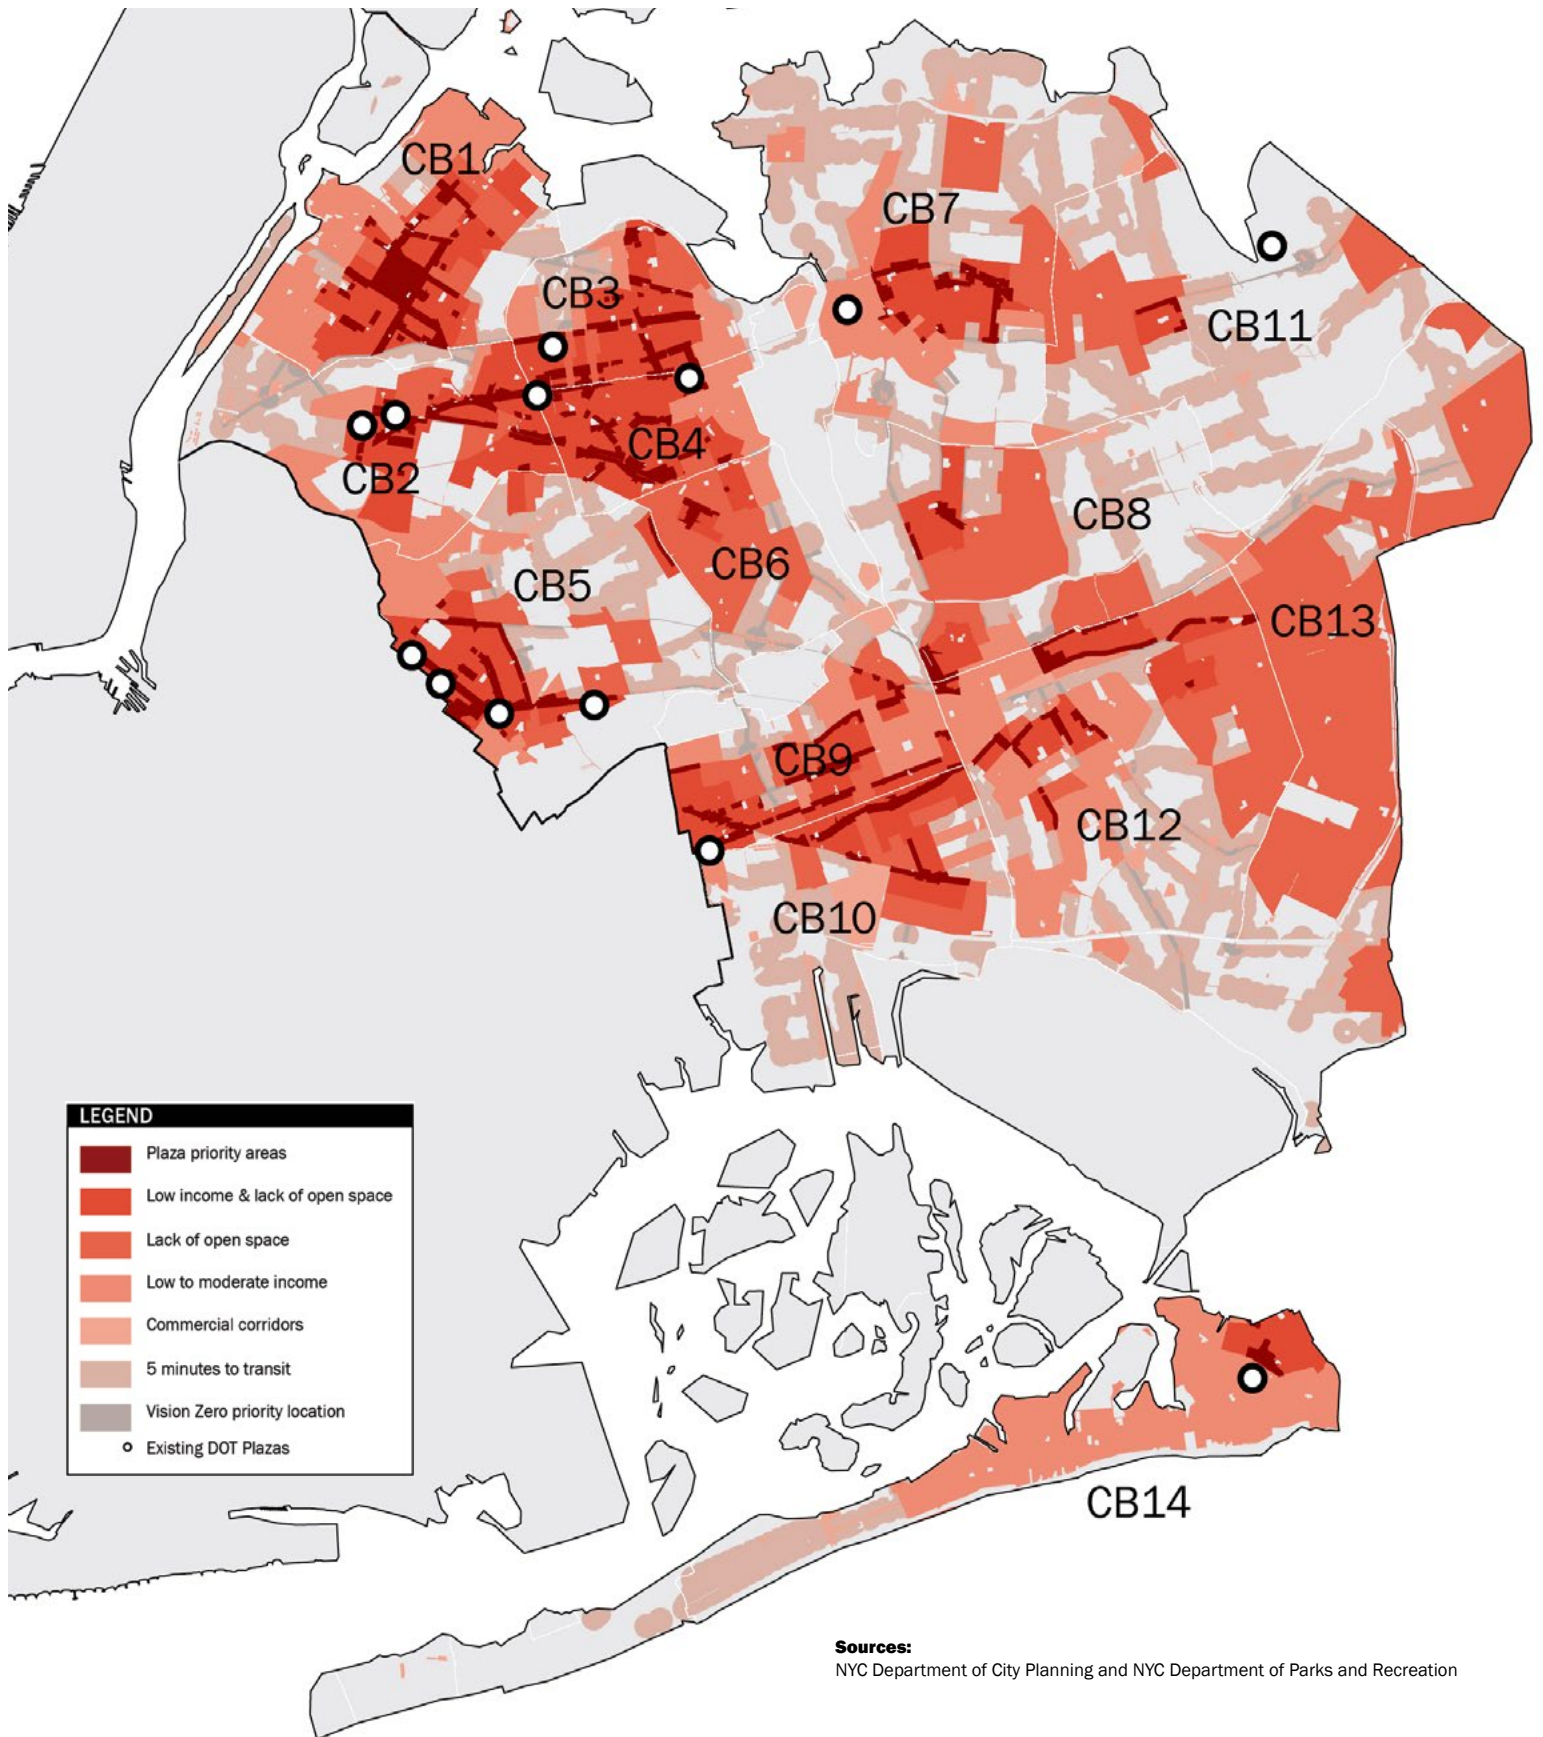 CB1
CB7
CB3
CB11
CB4
CB2
CB8
CB6
CB5
CB13
CB9
CB12
CB10
LEGEND
Plaza priority areas
Low income & lack of open space
Lack of open space
Low to moderate income
Commercial corridors
5 minutes to transit
Vision Zero priority location
Existing DOT Plazas
CB14
Sources:
NYC Department of City Planning and NYC Department of Parks and Recreation